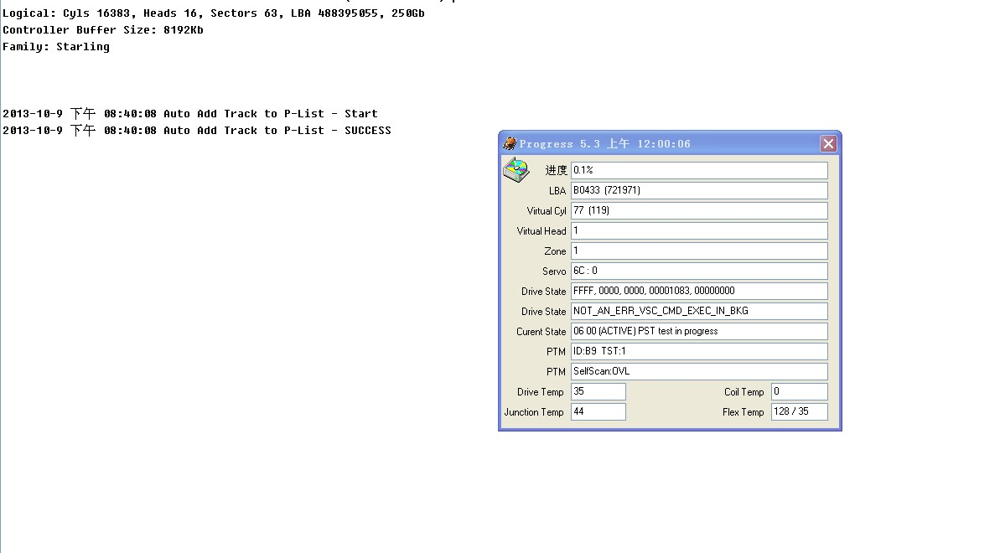 Logical: Cyls 16383, Heads 16, Sectors 63, LBA 488395055, 250Gb
Controller Buffer Size: 8192Kb
Family: Starling
2013-10-9 下午 08:40:08 Auto Add Track to P-List - Start
2013-10-9 下午 08:40:08 Auto Add Track to P-List - SUCCESS
Progress 5.3 上午 12:00:06
进度 0.1%
LBA B0433 (721971)
Virtual Cyl 77 (119)
Virtual Head 1
Zone 1
Servo 6C : 0
Drive State FFFF, 0000, 0000, 00001083, 00000000
Drive State NOT_AN_ERR_VSC_CMD_EXEC_IN_BKG
Curent State 06 00 (ACTIVE) PST test in progress
PTM ID:B9 TST:1
PTM SelfScan:OVL
Drive Temp 35 Coil Temp 0
Junction Temp 44 Flex Temp 128 / 35